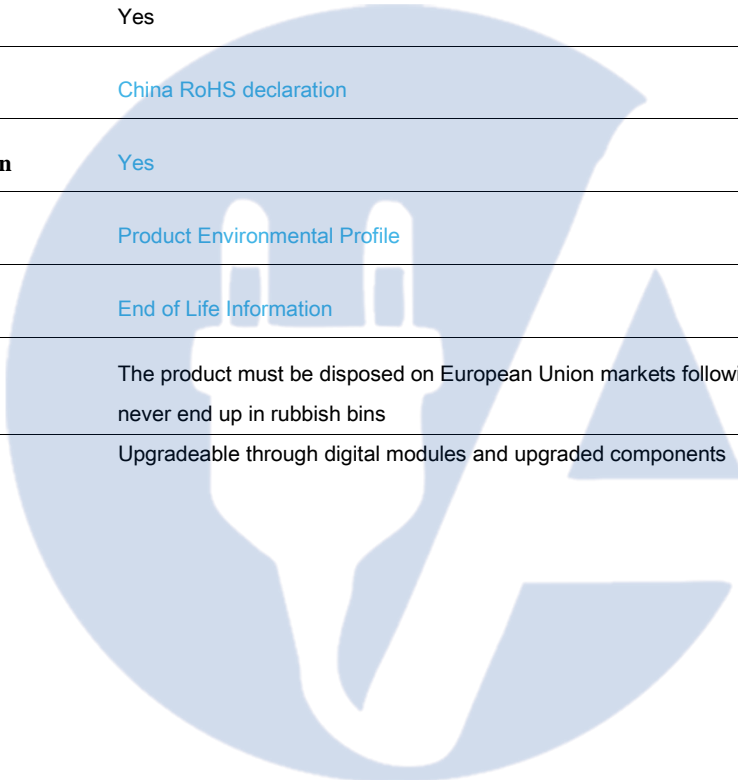 Yes
China RoHS declaration
n Yes
Product Environmental Profile
End of Life Information
The product must be disposed on European Union markets followi
never end up in rubbish bins
Upgradeable through digital modules and upgraded components